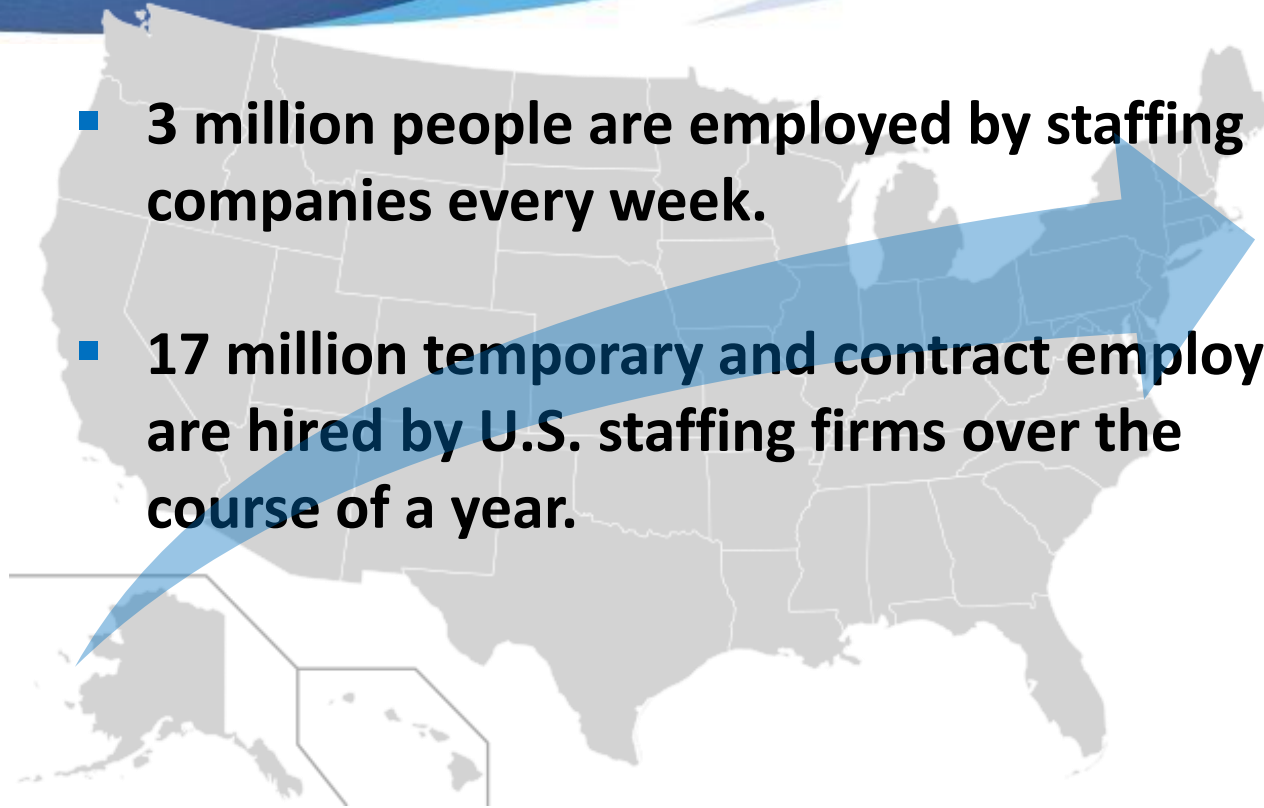 3 million people are employed by staffing
companies every week.
17 million temporary and contract employ
are hired by U.S. staffing firms over the
course of a year.